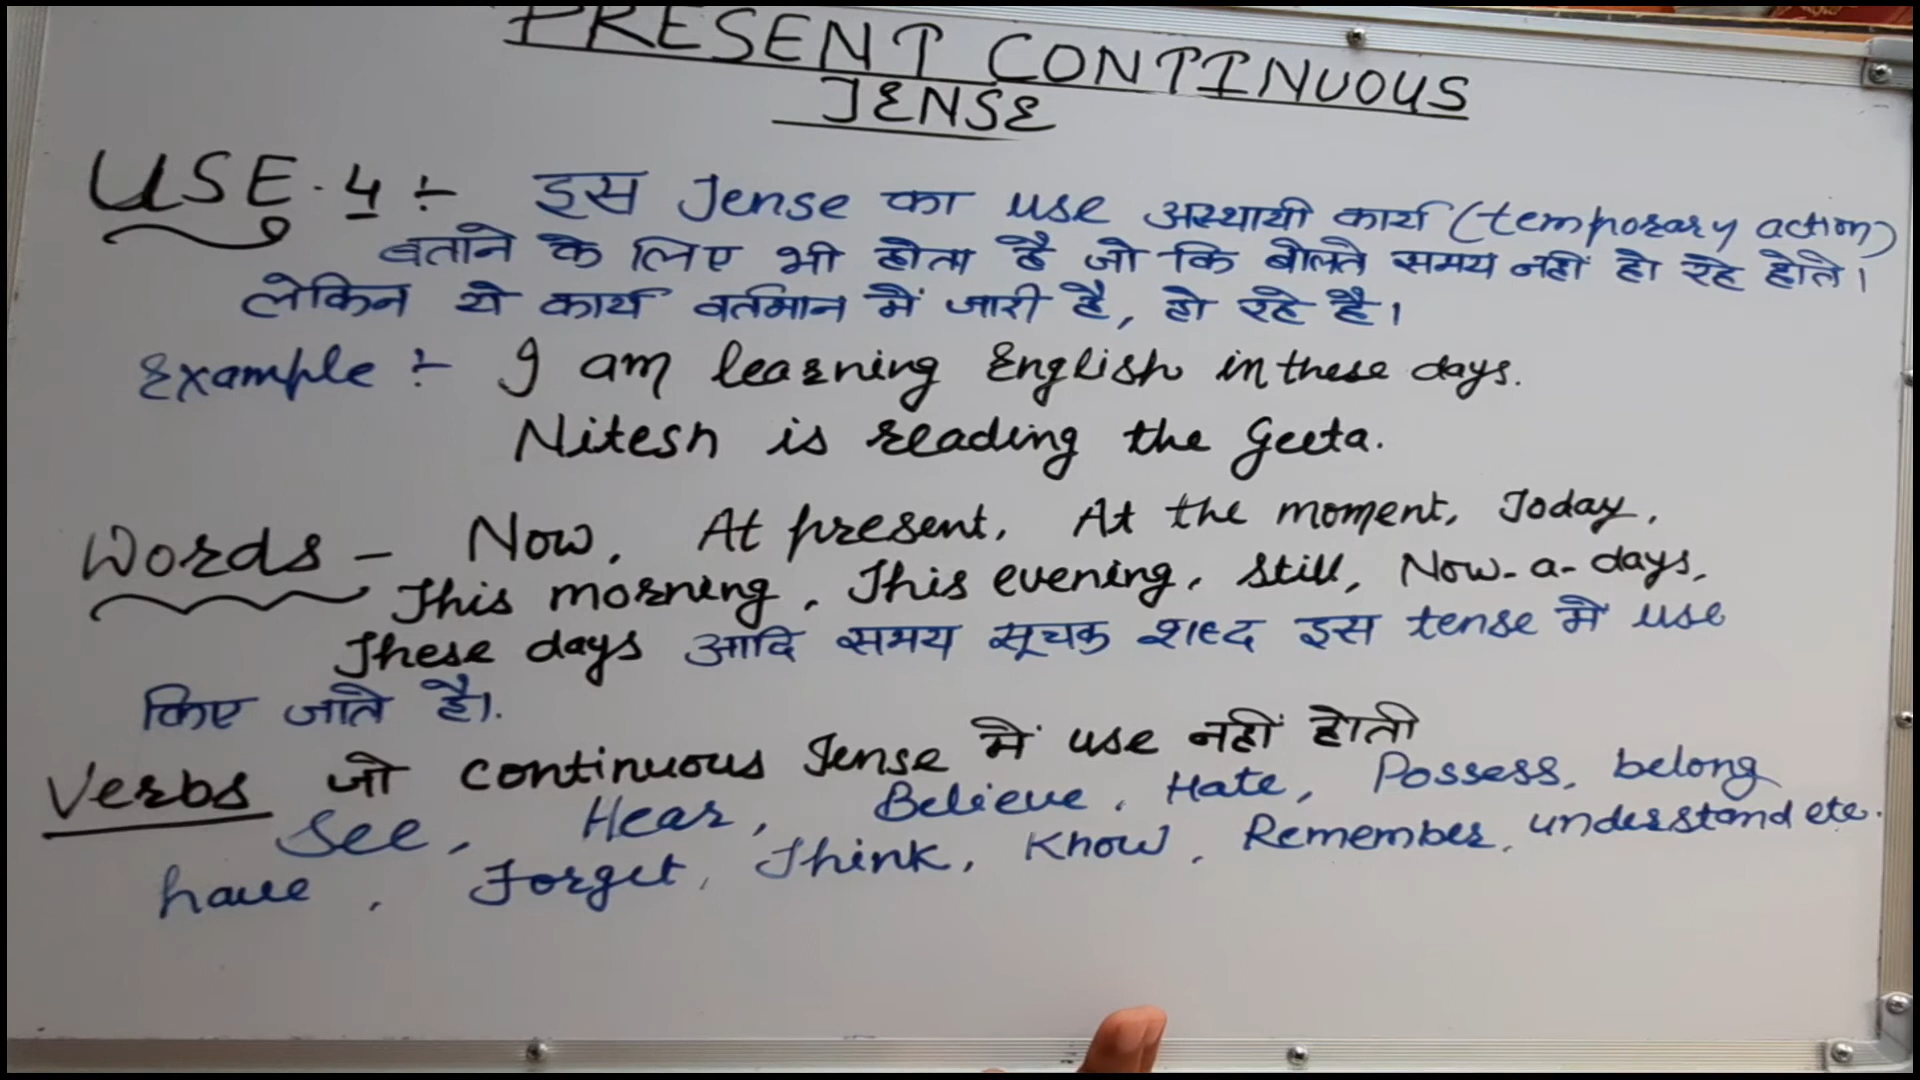 PRESENT CONTINUOUS
TENSE
USE.4 :- इस Tense का use अस्थायी कार्य (temporary action)
बताने के लिए भी होता है जो कि बोलते समय नहीं हो रहे होते।
लेकिन ये कार्य वर्तमान में जारी है, हो रहे है।
Example :- I am learning English in these days.
Nitesh is reading the Geeta.
Words - Now, At present, At the moment, Today,
This morning, This evening, Still, Now-a-days,
These days आदि समय सूचक शब्द इस tense में use
किए जाते है।.
Verbs जो continuous Tense में use नहीं होती
See, Hear, Believe, Hate, Possess, belong
have, Forget, Think, Know, Remember, understand etc.